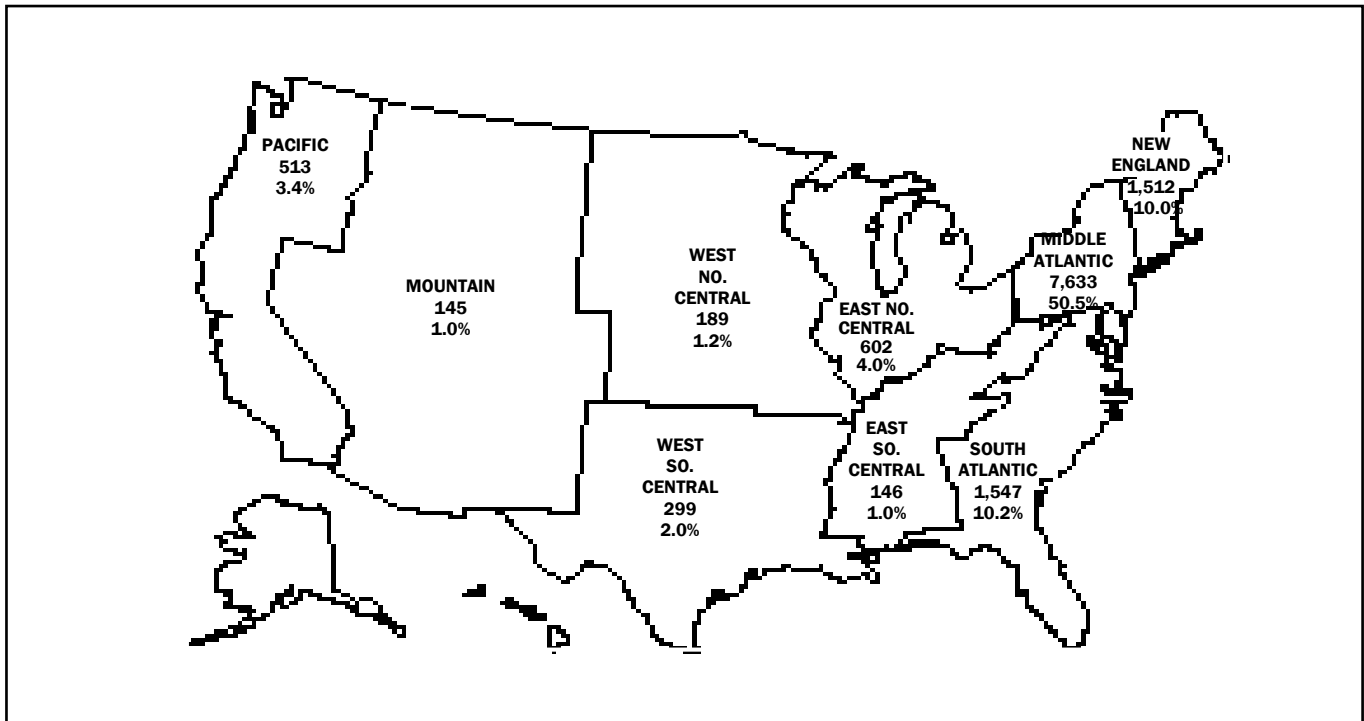 PACIFIC
513
3.4%
MOUNTAIN
145
1.0%
WEST
NO.
CENTRAL
189
1.2%
EAST NO.
CENTRAL
602
4.0%
NEW
ENGLAND
1,512
10.0%
MIDDLE
ATLANTIC
7,633
50.5%
WEST
SO.
CENTRAL
299
2.0%
EAST
SO.
CENTRAL
146
1.0%
SOUTH
ATLANTIC
1,547
10.2%